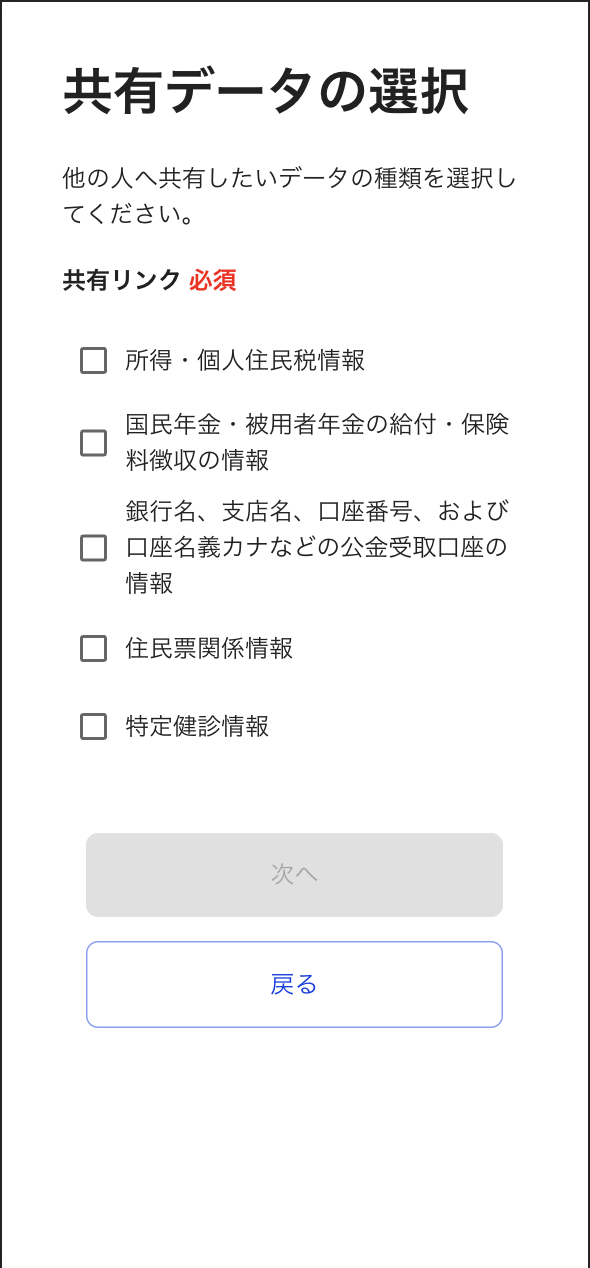 共有データの選択
他の人へ共有したいデータの種類を選択し
てください。
共有リンク 必須
所得・個人住民税情報
国民年金・被用者年金の給付・保険
料徴収の情報
銀行名、支店名、口座番号、および
口座名義カナなどの公金受取口座の
情報
住民票関係情報
特定健診情報
次へ
戻る